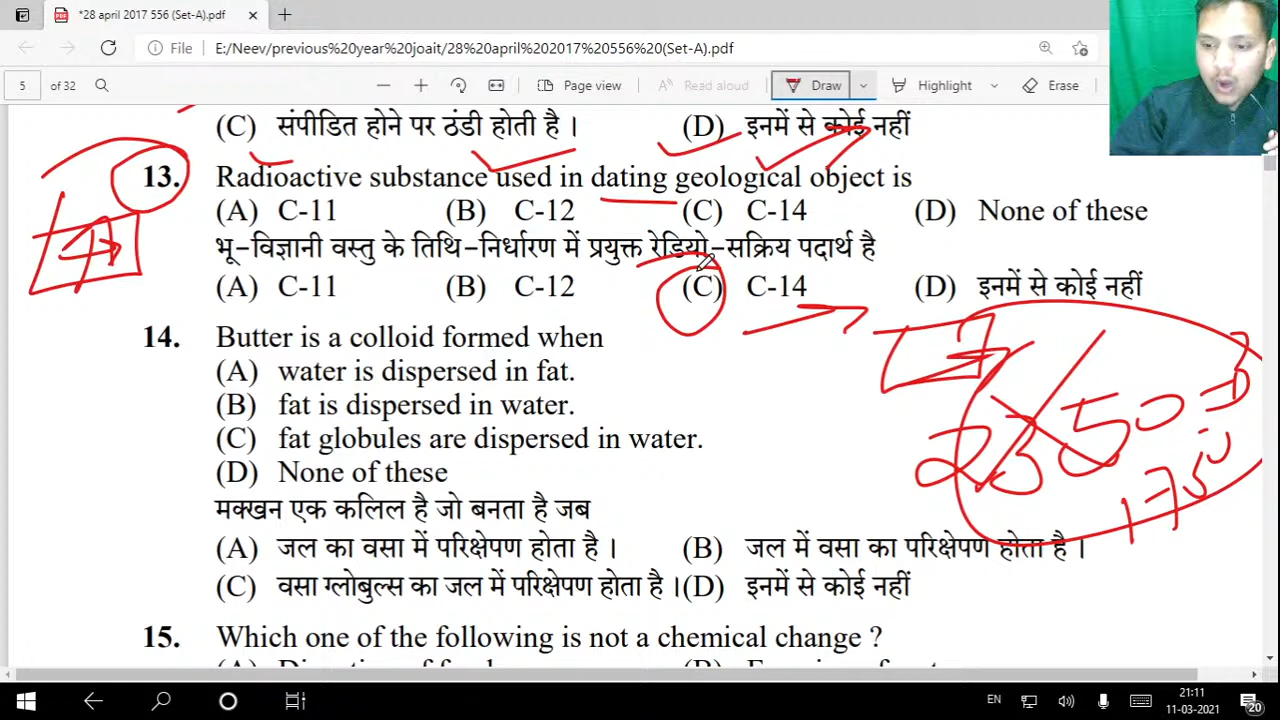 *28 april 2017 556 (Set-A).pdf
File E:/Neev/previous%20year%20joait/28%20april%202017%20556%20(Set-A).pdf
5 of 32 Page view Read aloud Draw Highlight Erase
(C) संपीडित होने पर ठंडी होती है । (D) इनमें से कोई नहीं
13. Radioactive substance used in dating geological object is
(A) C-11 (B) C-12 (C) C-14 (D) None of these
भू-विज्ञानी वस्तु के तिथि-निर्धारण में प्रयुक्त रेडियो-सक्रिय पदार्थ है
(A) C-11 (B) C-12 (C) C-14 (D) इनमें से कोई नहीं
14. Butter is a colloid formed when
(A) water is dispersed in fat.
(B) fat is dispersed in water.
(C) fat globules are dispersed in water.
(D) None of these
2350
1750
मक्खन एक कलिल है जो बनता है जब
(A) जल का वसा में परिक्षेपण होता है । (B) जल में वसा का परिक्षेपण होता है ।
(C) वसा ग्लोबुल्स का जल में परिक्षेपण होता है । (D) इनमें से कोई नहीं
15. Which one of the following is not a chemical change ?
EN 21:11
11-03-2021 20